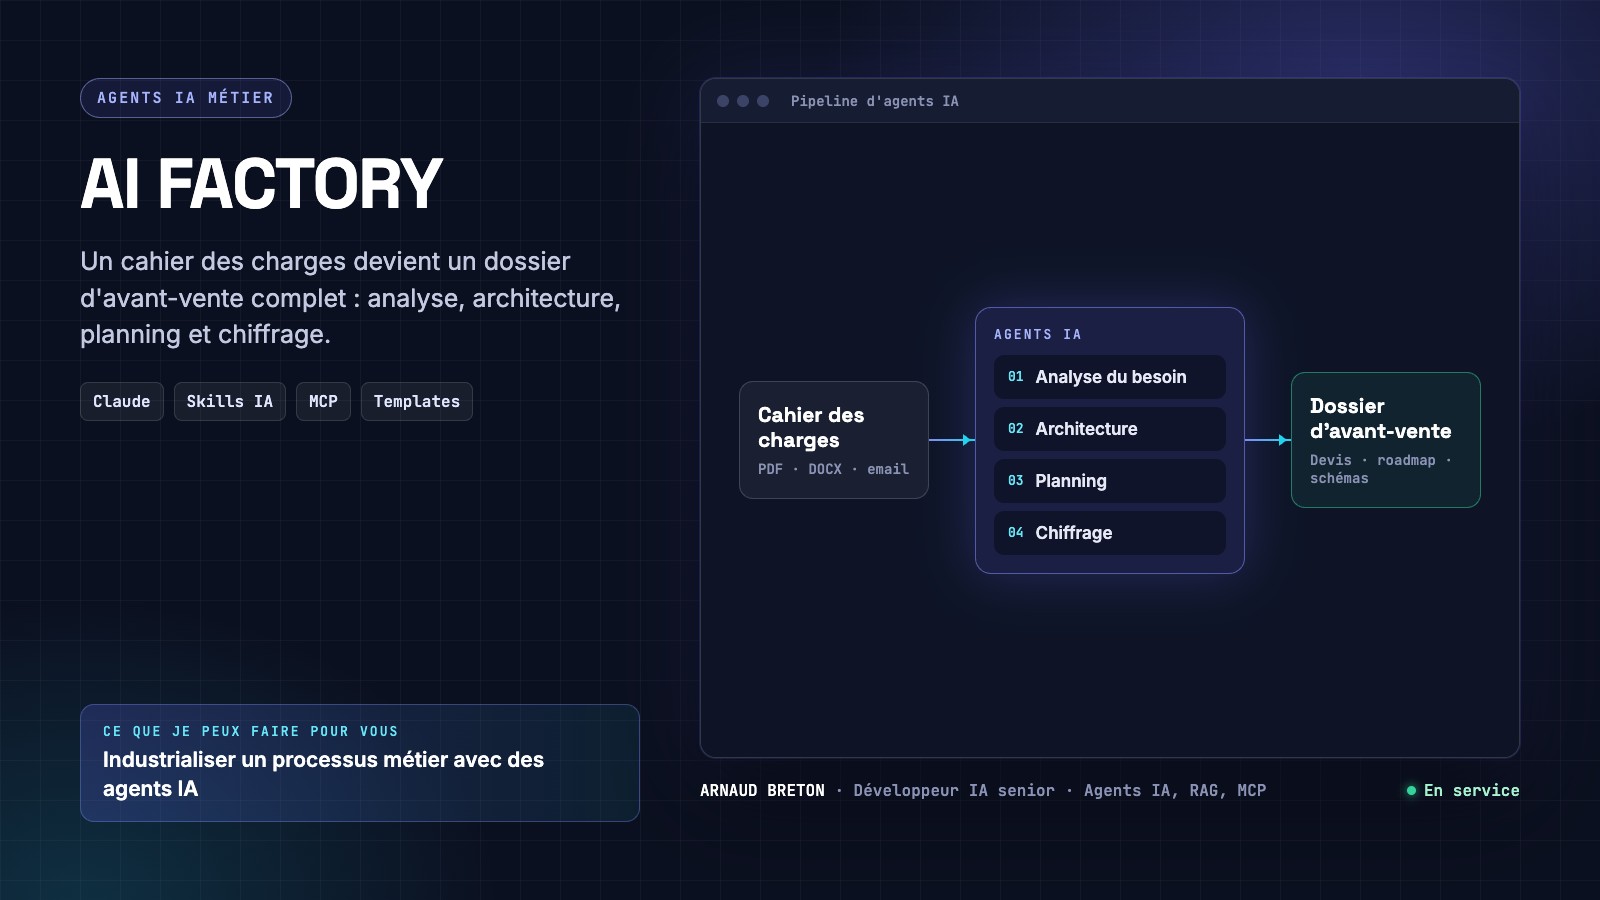 AGENTS IA MÉTIER
AI FACTORY
Un cahier des charges devient un dossier
d'avant-vente complet : analyse, architecture,
planning et chiffrage.
Claude
Skills IA
MCP
Templates
CE QUE JE PEUX FAIRE POUR VOUS
Industrialiser un processus métier avec des
agents IA
Pipeline d'agents IA
Cahier des
charges
PDF · DOCX · email
AGENTS IA
01 Analyse du besoin
02 Architecture
03 Planning
04 Chiffrage
Dossier
d’avant-vente
Devis · roadmap ·
schémas
ARNAUD BRETON · Développeur IA senior · Agents IA, RAG, MCP
En service